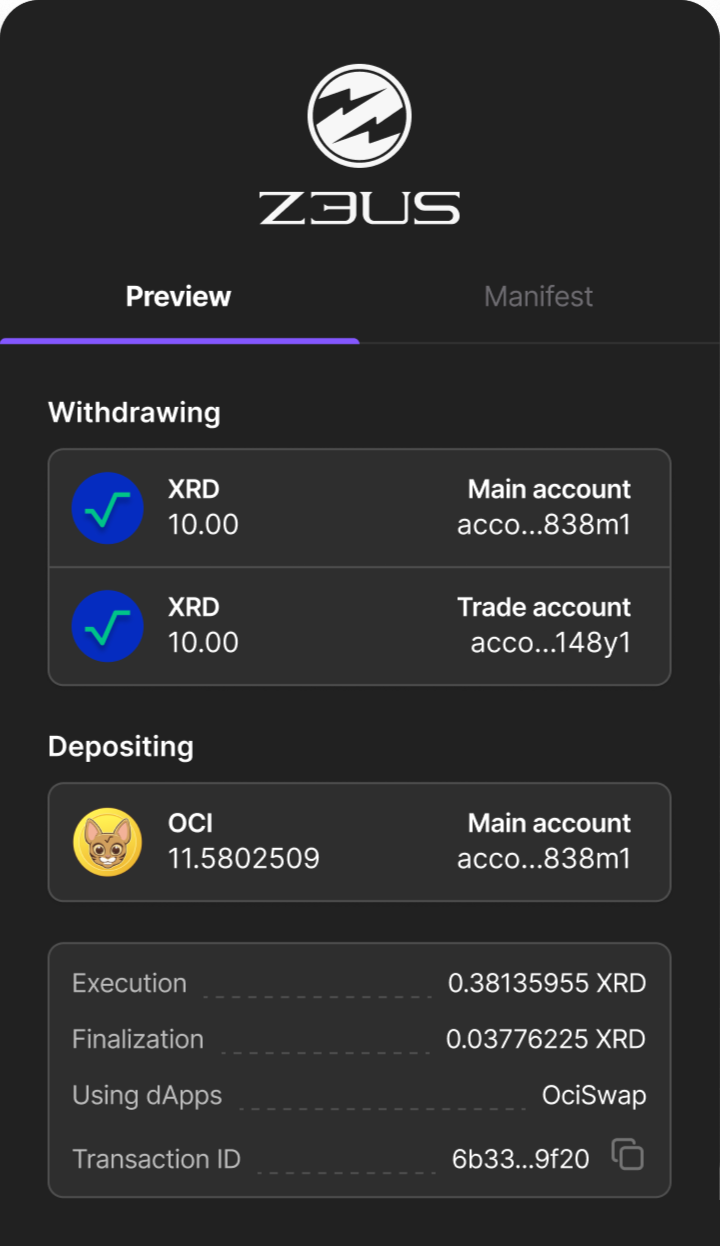 Z3US
Preview Manifest
Withdrawing
XRD Main account
10.00 acco...838m1
XRD Trade account
10.00 acco...148y1
Depositing
OCI Main account
11.5802509 acco...838m1
Execution 0.38135955 XRD
Finalization 0.03776225 XRD
Using dApps OciSwap
Transaction ID 6b33...9f20